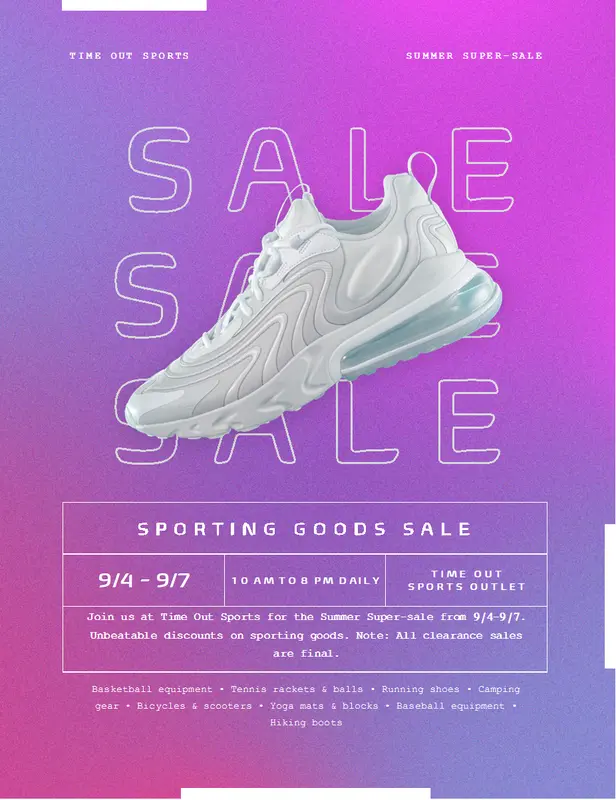 TIME OUT SPORTS
SUMMER SUPER-SALE
SALE
SALE
SALE
SPORTING GOODS SALE
9/4 - 9/7
10 AM TO 8 PM DAILY
TIME OUT
SPORTS OUTLET
Join us at Time Out Sports for the Summer Super-sale from 9/4-9/7.
Unbeatable discounts on sporting goods. Note: All clearance sales
are final.
Basketball equipment • Tennis rackets & balls • Running shoes • Camping
gear • Bicycles & scooters • Yoga mats & blocks • Baseball equipment •
Hiking boots